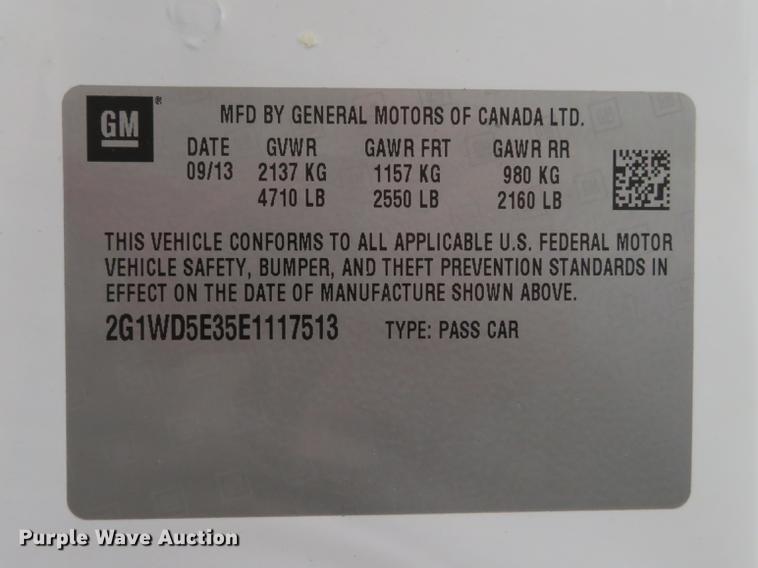 GM®
MFD BY GENERAL MOTORS OF CANADA LTD.
DATE GVWR GAWR FRT GAWR RR
09/13 2137 KG 1157 KG 980 KG
4710 LB 2550 LB 2160 LB
THIS VEHICLE CONFORMS TO ALL APPLICABLE U.S. FEDERAL MOTOR
VEHICLE SAFETY, BUMPER, AND THEFT PREVENTION STANDARDS IN
EFFECT ON THE DATE OF MANUFACTURE SHOWN ABOVE.
2G1WD5E35E1117513 TYPE: PASS CAR
Purple Wave Auction